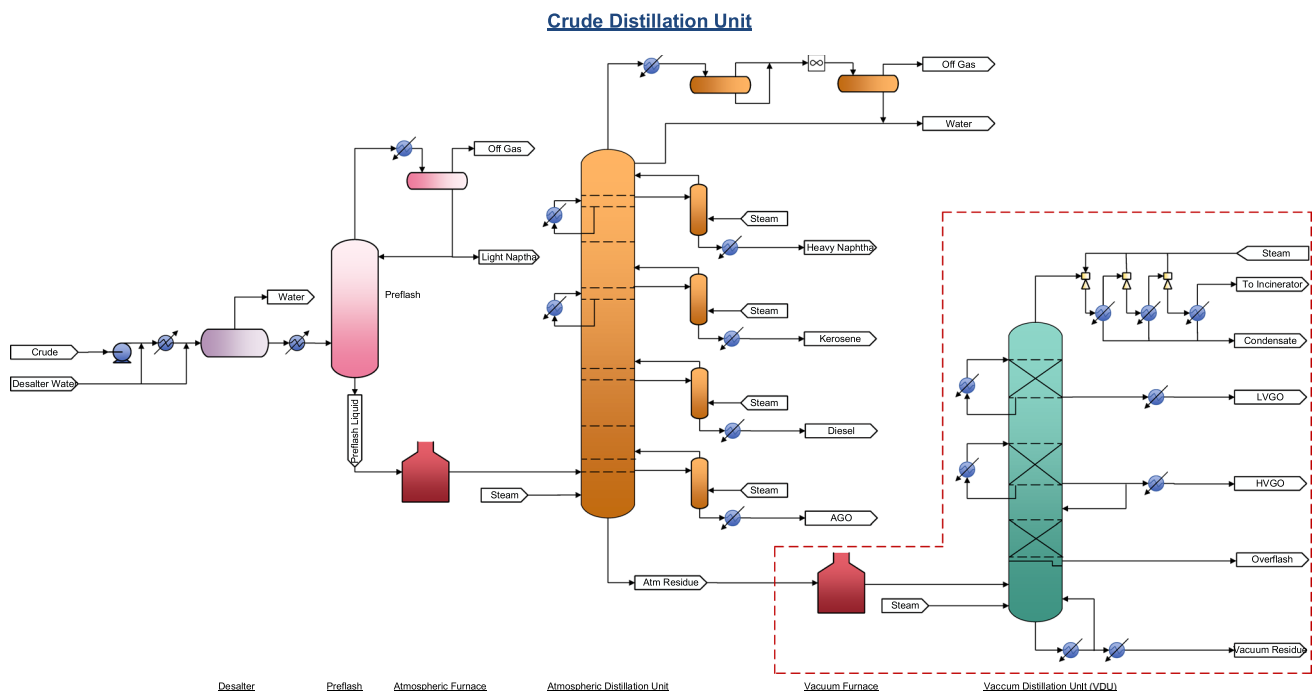 Crude Distillation Unit
Off Gas
Water
Off Gas
Steam
Heavy Naphtha
Light Naptha
Steam
To Incinerator
Preflash
Water
Steam
Kerosene
Condensate
Crude
Desalter Water
Steam
LVGO
Preflash Liquid
Diesel
Steam
Steam
HVGO
AGO
Overflash
Atm Residue
Steam
Vacuum Residue
Desalter
Preflash
Atmospheric Furnace
Atmospheric Distillation Unit
Vacuum Furnace
Vaccum Distillation Unit (VDU)